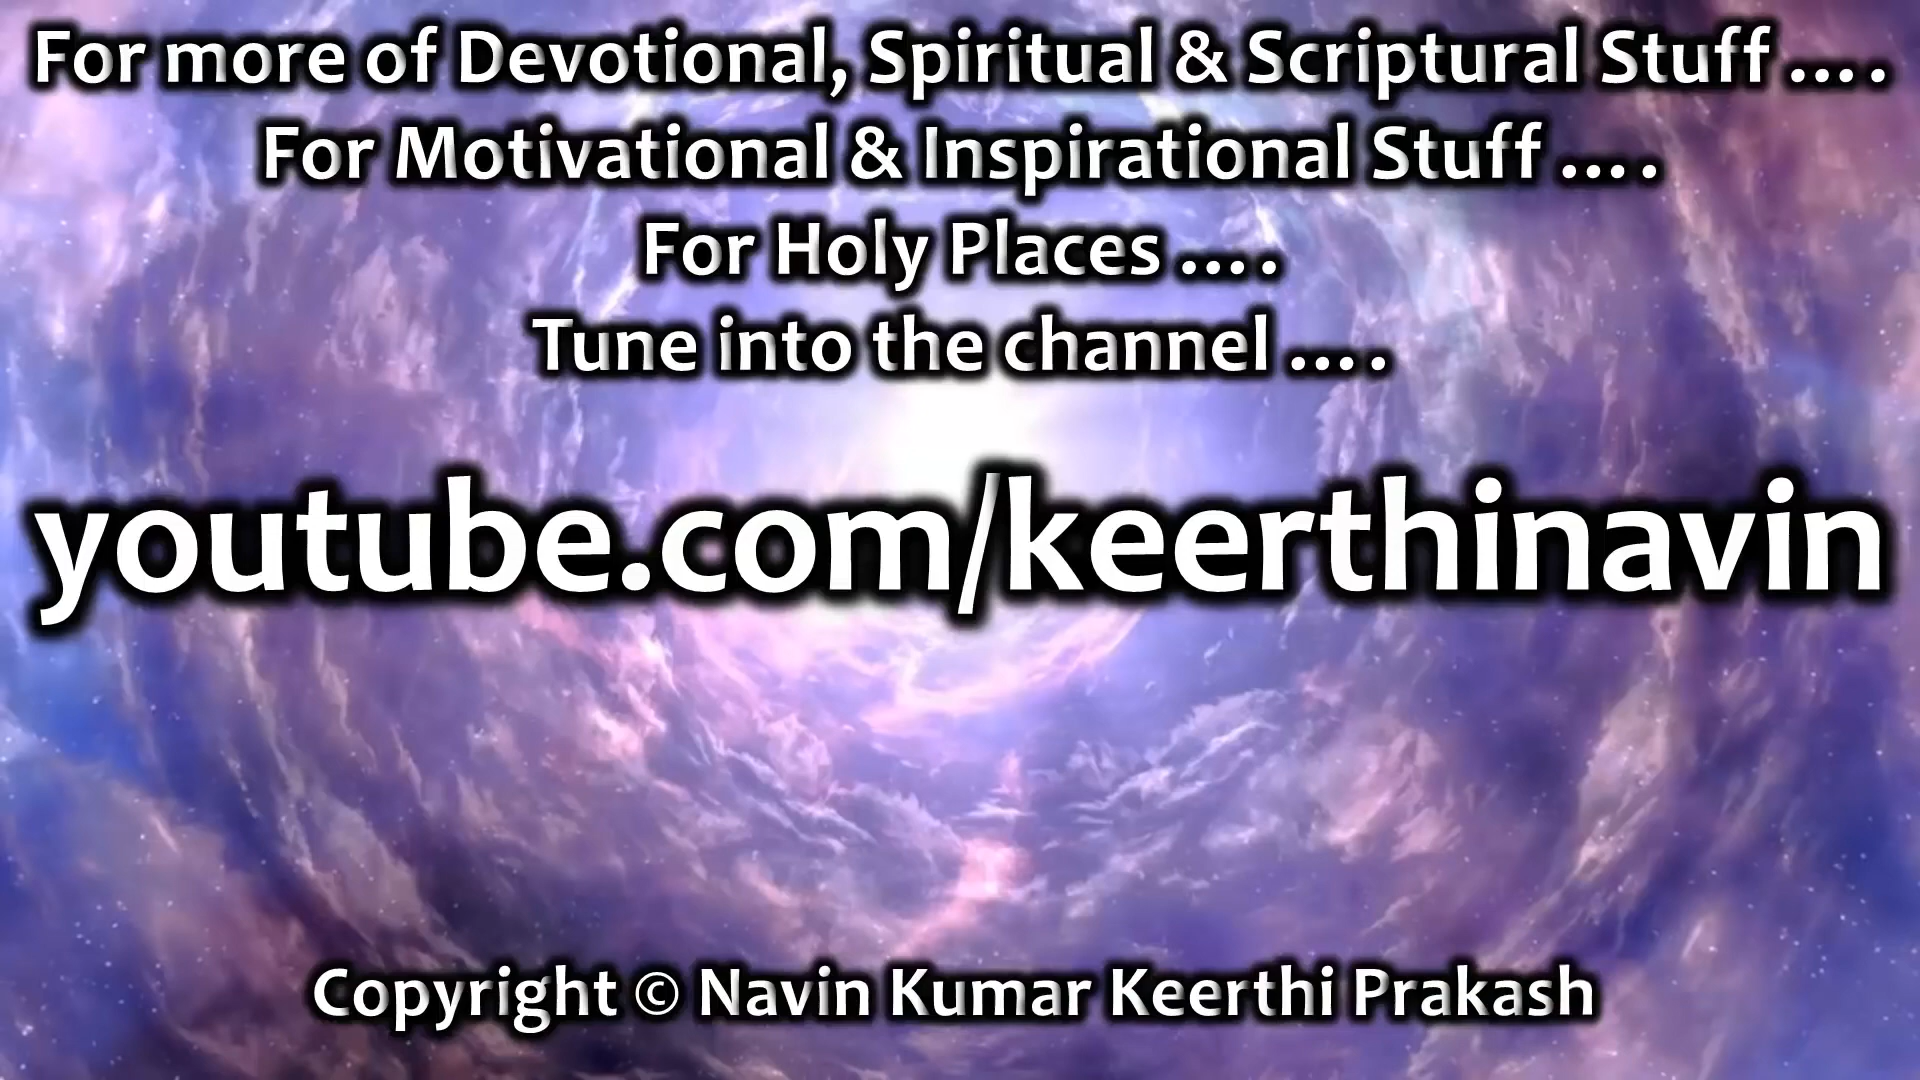 For more of Devotional, Spiritual & Scriptural Stuff ....
For Motivational & Inspirational Stuff ....
For Holy Places ....
Tune into the channel ....
youtube.com/keerthinavin
Copyright © Navin Kumar Keerthi Prakash